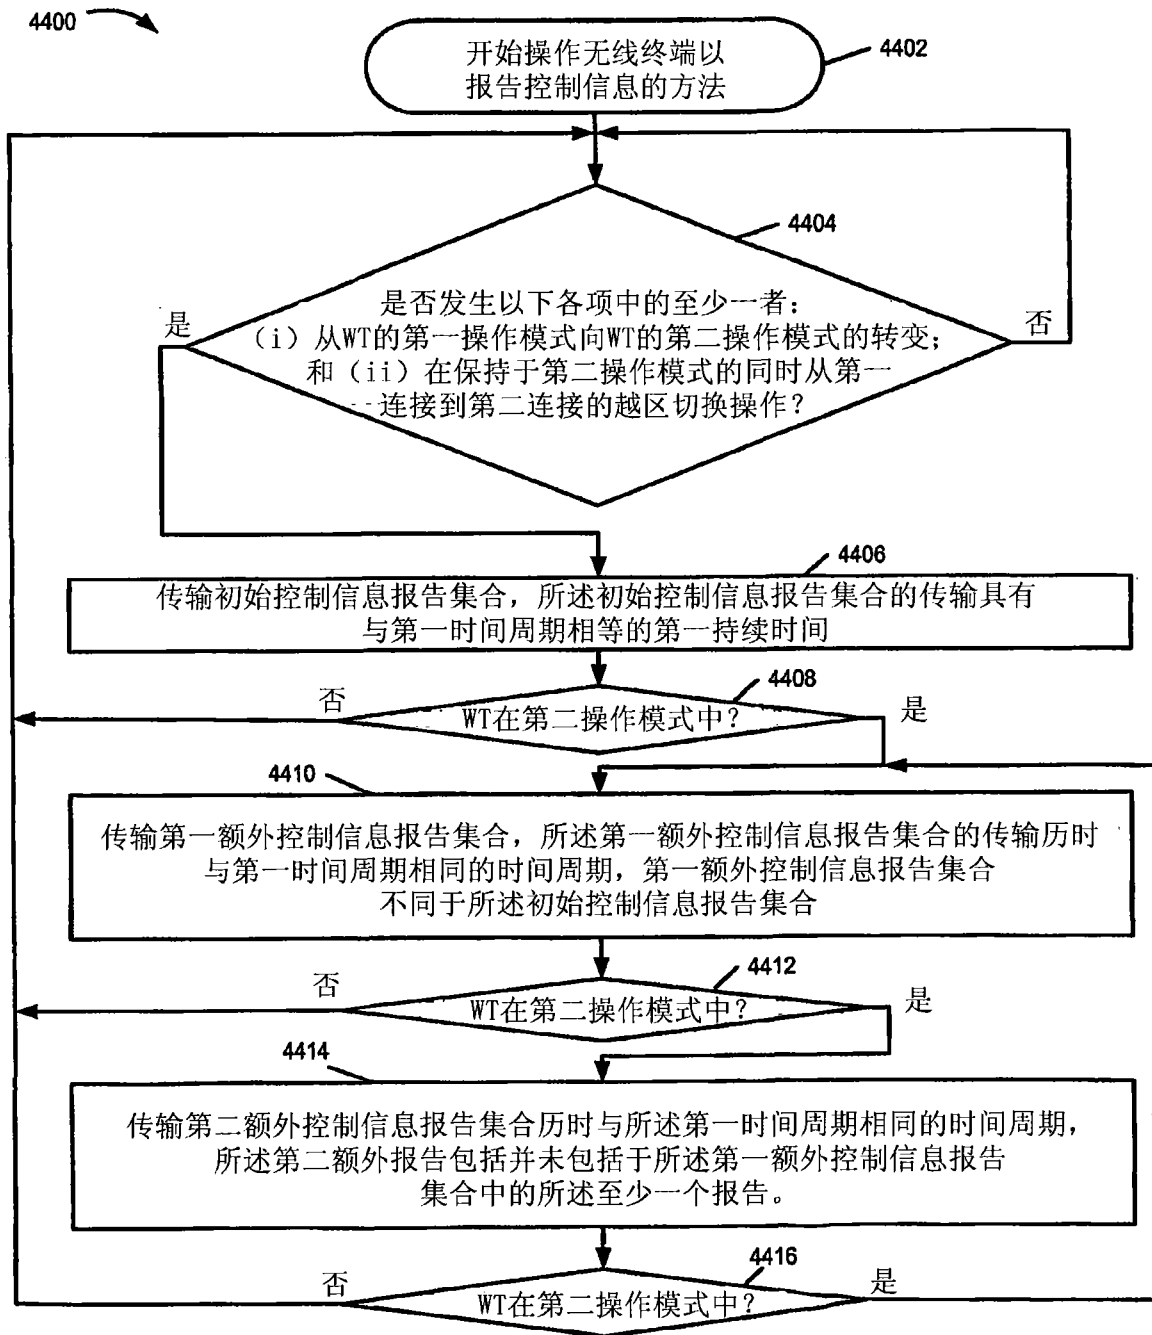 4400
开始操作无线终端以
报告控制信息的方法
4402
4404
是否发生以下各项中的至少一者：
是
（i）从WT的第一操作模式向WT的第二操作模式的转变；
否
和（ii）在保持于第二操作模式的同时从第一
连接到第二连接的越区切换操作？
4406
传输初始控制信息报告集合，所述初始控制信息报告集合的传输具有
与第一时间周期相等的第一持续时间
4408
否
WT在第二操作模式中？
是
4410
传输第一额外控制信息报告集合，所述第一额外控制信息报告集合的传输历时
与第一时间周期相同的时间周期，第一额外控制信息报告集合
不同于所述初始控制信息报告集合
4412
否
WT在第二操作模式中？
是
4414
传输第二额外控制信息报告集合历时与所述第一时间周期相同的时间周期，
所述第二额外报告包括并未包括于所述第一额外控制信息报告
集合中的所述至少一个报告。
4416
否
WT在第二操作模式中？
是